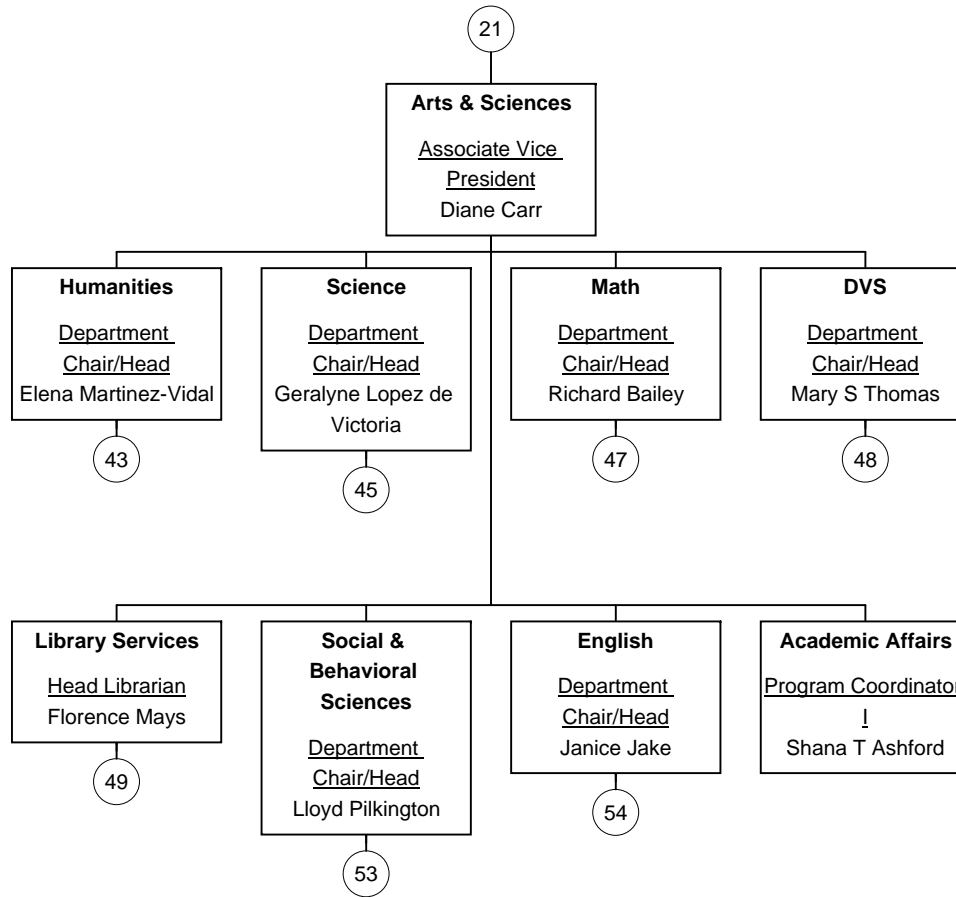 21
Arts & Sciences
Associate Vice
President
Diane Carr
Humanities
Department
Chair/Head
Elena Martinez-Vidal
43
Science
Department
Chair/Head
Geralyne Lopez de
Victoria
45
Math
Department
Chair/Head
Richard Bailey
47
DVS
Department
Chair/Head
Mary S Thomas
48
Library Services
Head Librarian
Florence Mays
49
Social &
Behavioral
Sciences
Department
Chair/Head
Lloyd Pilkington
53
English
Department
Chair/Head
Janice Jake
54
Academic Affairs
Program Coordinator
I
Shana T Ashford